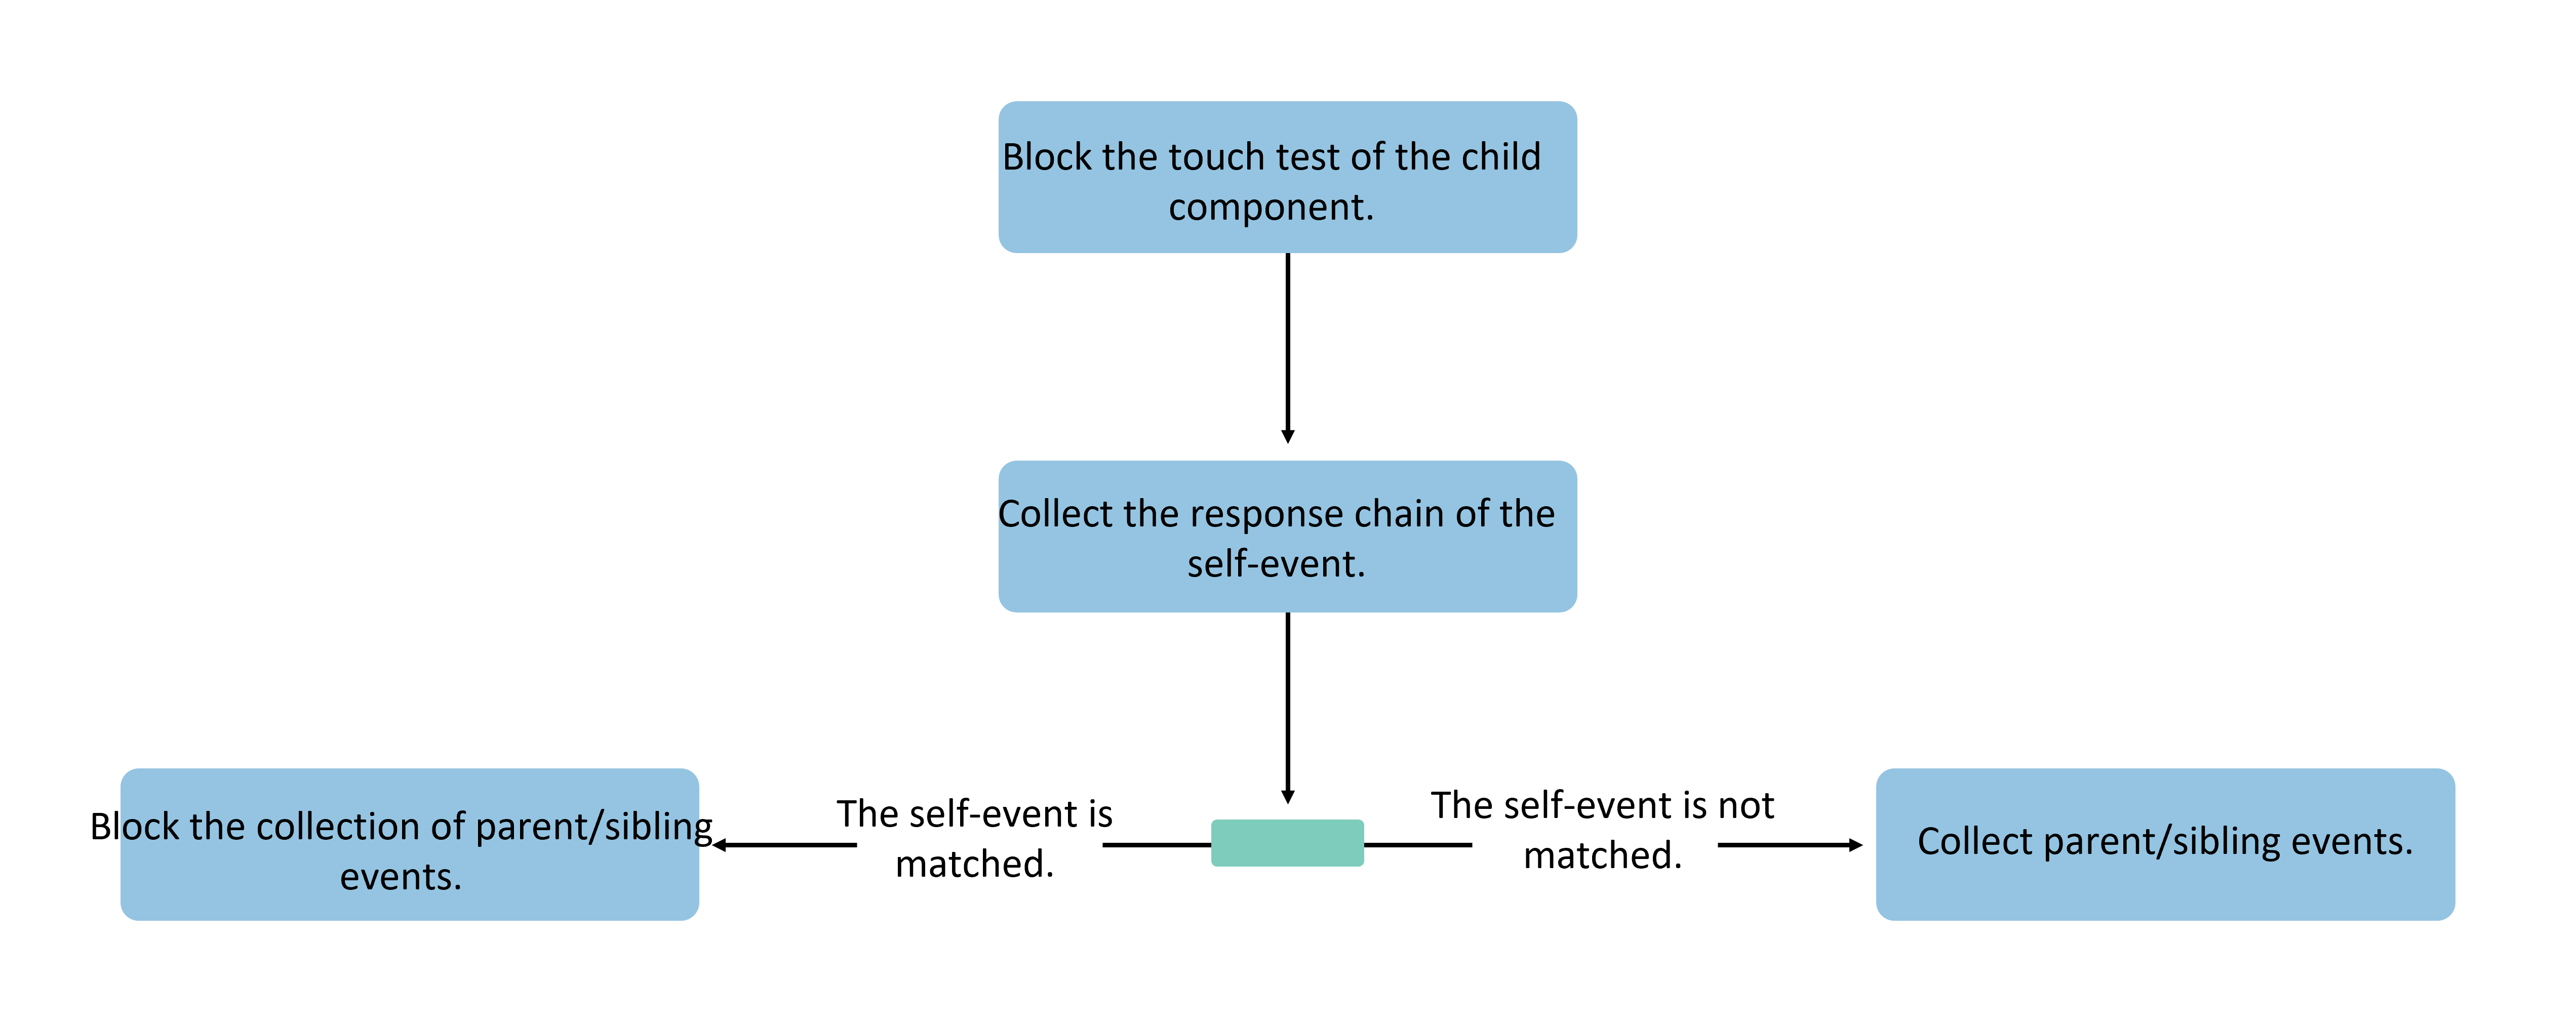 Block the touch test of the child
component.
Collect the response chain of the
self-event.
Block the collection of parent/sibling
events.
The self-event is
matched.
The self-event is not
matched.
Collect parent/sibling events.